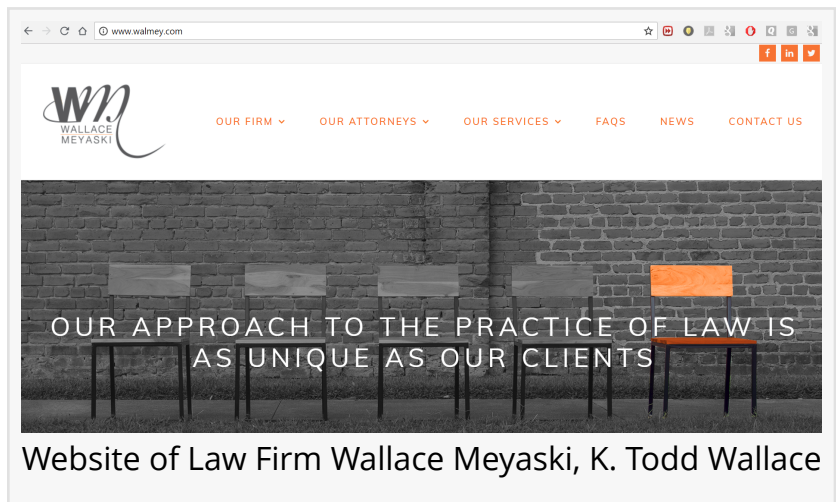 www.walmey.com
WM
WALLACE
MEYASKI
OUR FIRM
OUR ATTORNEYS
OUR SERVICES
FAQS
NEWS
CONTACT US
OUR APPROACH TO THE PRACTICE OF LAW IS
AS UNIQUE AS OUR CLIENTS
Website of Law Firm Wallace Meyaski, K. Todd Wallace